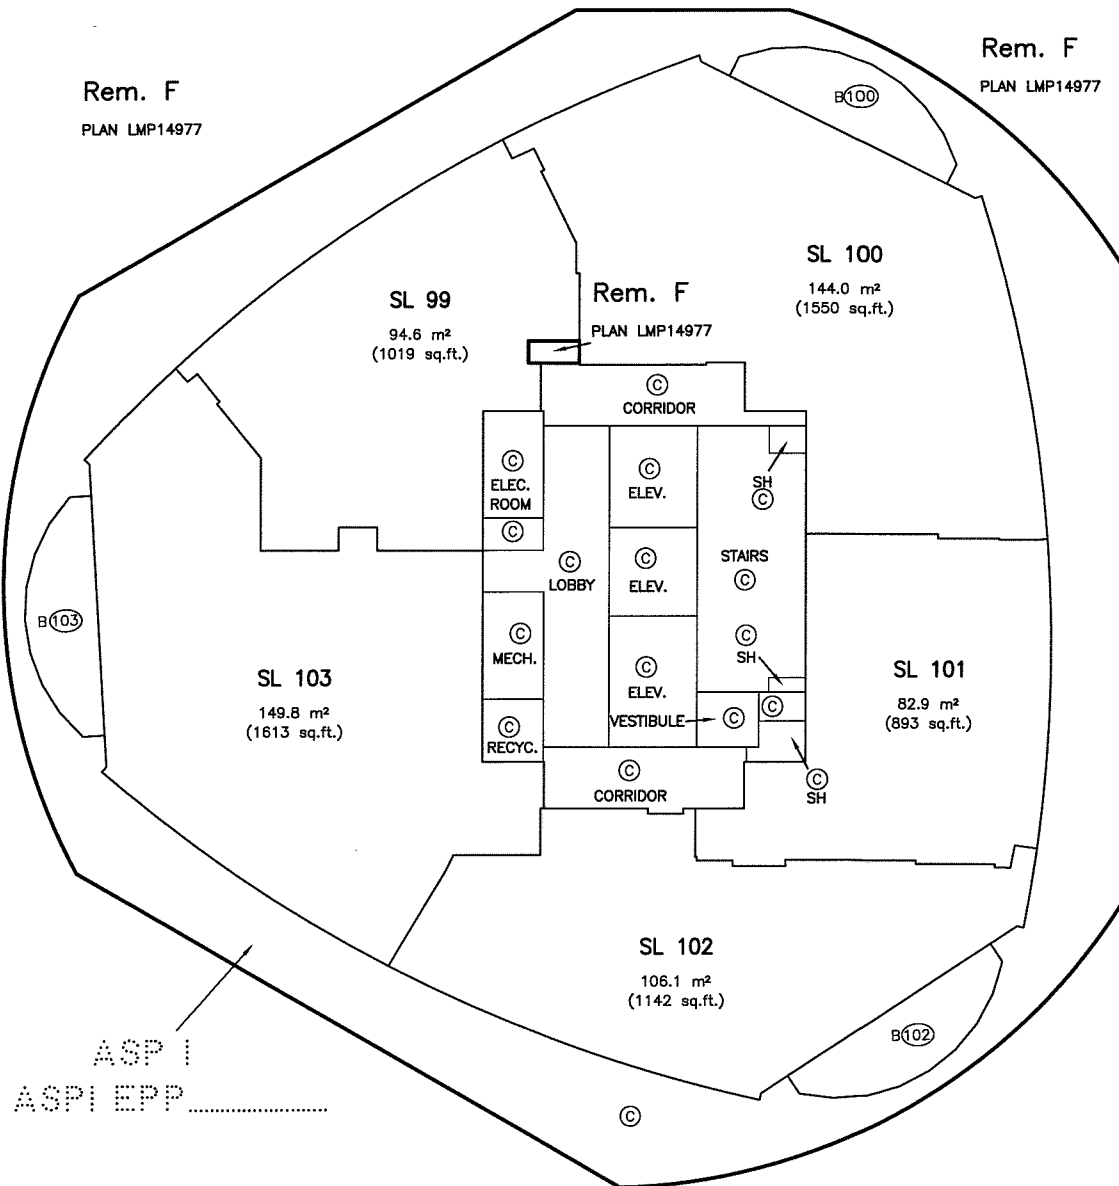 Rem. F
PLAN LMP14977
Rem. F
PLAN LMP14977
B100
SL 100
144.0 m²
(1550 sq.ft.)
SL 99
94.6 m²
(1019 sq.ft.)
Rem. F
PLAN LMP14977
C
CORRIDOR
C
ELEC.
ROOM
C
ELEV.
SH
C
C
C
LOBBY
C
ELEV.
STAIRS
C
B103
C
MECH.
C
SH
C
ELEV.
SL 103
149.8 m²
(1613 sq.ft.)
SL 101
82.9 m²
(893 sq.ft.)
C
RECYC.
VESTIBULE
C
C
C
CORRIDOR
C
SH
SL 102
106.1 m²
(1142 sq.ft.)
B102
ASP 1
ASP1 EPP
C